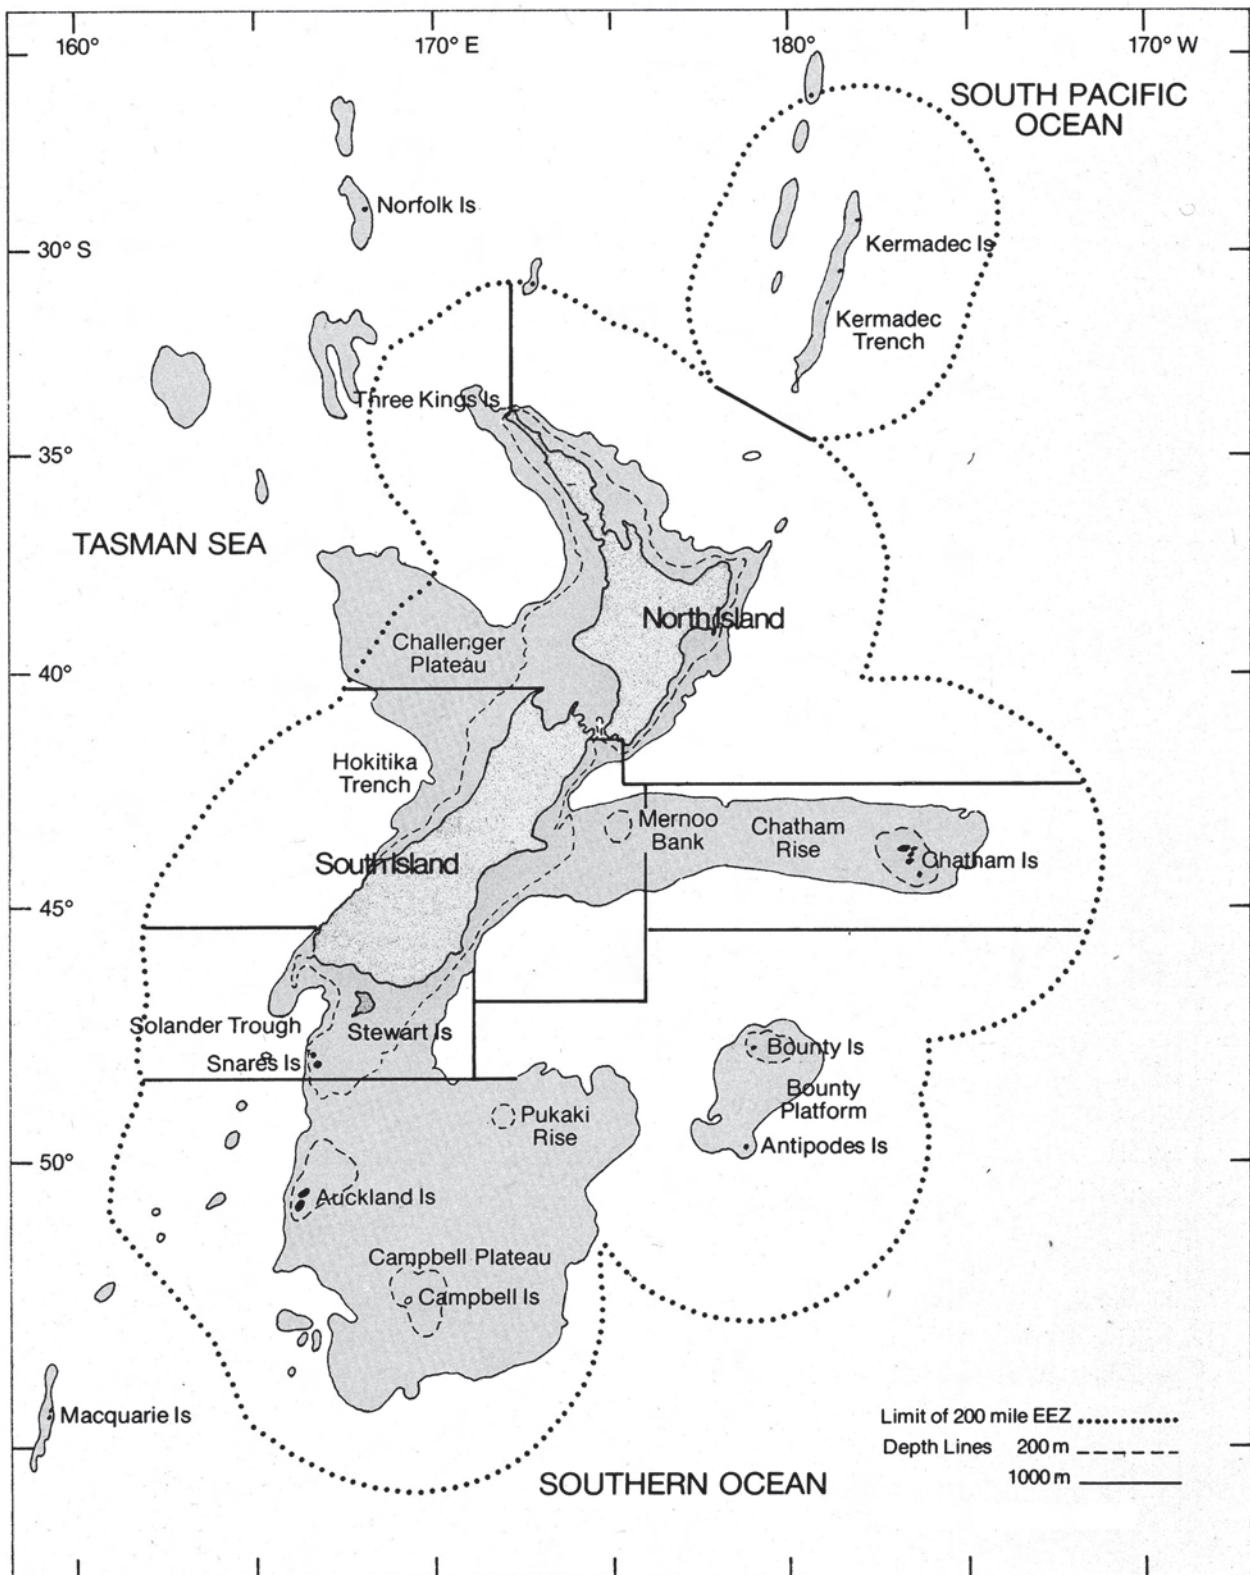 160°
170° E
180°
170° W
SOUTH PACIFIC
OCEAN
Norfolk Is
30° S
Kermadec Is
Kermadec
Trench
Three Kings Is
35°
TASMAN SEA
North Island
Challenger
Plateau
40°
Hokitika
Trench
Mernoo
Bank
Chatham
Rise
Chatham Is
South Island
45°
Solander Trough
Stewart Is
Snares Is
Bounty Is
Bounty
Platform
Pukaki
Rise
Antipodes Is
50°
Auckland Is
Campbell Plateau
Campbell Is
Macquarie Is
Limit of 200 mile EEZ
Depth Lines 200 m
1000 m
SOUTHERN OCEAN